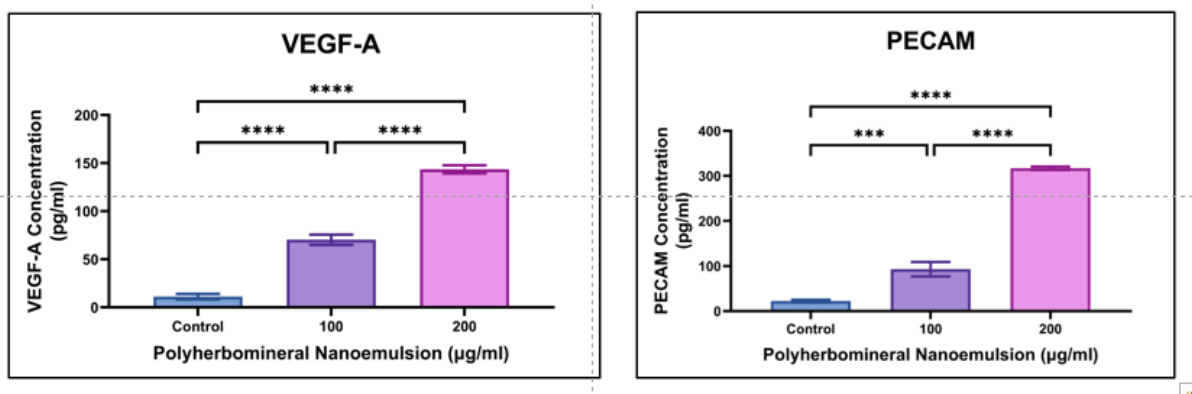 VEGF-A
****
****
****
200
150
100
50
0
VEGF-A Concentration
(pg/ml)
Control
100
200
Polyherbomineral Nanoemulsion (µg/ml)
PECAM
****
***
****
400
300
200
100
0
PECAM Concentration
(pg/ml)
Control
100
200
Polyherbomineral Nanoemulsion (µg/ml)